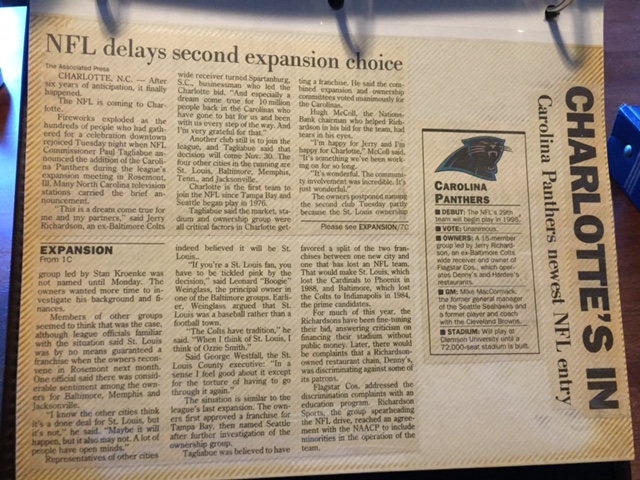 NFL delays second expansion choice
The Associated Press
CHARLOTTE, N.C. — After
six years of anticipation, it finally
happened.
The NFL is coming to Char-
lotte.
Fireworks exploded as the
hundreds of people who had gath-
ered for a celebration downtown
rejoiced Tuesday night when NFL
Commissioner Paul Tagliabue an-
nounced the addition of the Caroli-
na Panthers during the league's
expansion meeting in Rosemont,
Ill. Many North Carolina television
stations carried the brief an-
nouncement.
"This is a dream come true for
me and my partners," said Jerry
Richardson, an ex-Baltimore Colts
wide receiver turned Spartanburg,
S.C., businessman who led the
Charlotte bid. "And especially a
dream come true for 10 million
people back in the Carolinas who
have gone to bat for us and been
with us every step of the way. And
I'm very grateful for that."
Another club still is to join the
league, and Tagliabue said that
decision will come Nov. 30. The
four other cities in the running are
St. Louis, Baltimore, Memphis,
Tenn., and Jacksonville.
Charlotte is the first team to
join the NFL since Tampa Bay and
Seattle began play in 1976.
Tagliabue said the market, sta-
dium and ownership group were
all critical factors in Charlotte get-
ting a franchise. He said the com-
bined expansion and ownership
committees voted unanimously for
the Carolinas.
Hugh McColl, the Nations-
Bank chairman who helped Rich-
ardson in his bid for the team, had
tears in his eyes.
"I'm happy for Jerry and I'm
happy for Charlotte," McColl said.
"It's something we've been work-
ing on for so long.
"It's wonderful. The communi-
ty involvement was incredible. It's
just wonderful."
The owners postponed naming
the second club Tuesday partly
because the St. Louis ownership
Please see EXPANSION/7C
EXPANSION
From 1C
group led by Stan Kroenke was
not named until Monday. The
owners wanted more time to in-
vestigate his background and fi-
nances.
Members of other groups
seemed to think that was the case,
although league officials familiar
with the situation said St. Louis
was by no means guaranteed a
franchise when the owners recon-
vene in Rosemont next month.
One official said there was consid-
erable sentiment among the own-
ers for Baltimore, Memphis and
Jacksonville.
"I know the other cities think
it's a done deal for St. Louis, but
it's not," he said. "Maybe it will
happen, but it also may not. A lot of
people have open minds."
Representatives of other cities
indeed believed it will be St.
Louis.
"If you're a St. Louis fan, you
have to be tickled pink by the
decision," said Leonard "Boogie"
Weinglass, the principal owner in
one of the Baltimore groups. Earli-
er, Weinglass argued that St.
Louis was a baseball rather than a
football town.
"The Colts have tradition," he
said. "When I think of St. Louis, I
think of Ozzie Smith."
Said George Westfall, the St.
Louis County executive: "In a
sense I feel good about it except
for the torture of having to go
through it again."
The situation is similar to the
league's last expansion. The own-
ers first approved a franchise for
Tampa Bay, then named Seattle
after further investigation of the
ownership group.
Tagliabue was believed to have
favored a split of the two fran-
chises between one new city and
one that has lost an NFL team.
That would make St. Louis, which
lost the Cardinals to Phoenix in
1988, and Baltimore, which lost
the Colts to Indianapolis in 1984,
the prime candidates.
For much of this year, the
Richardsons have been fine-tuning
their bid, answering criticism on
financing their stadium without
public money. Later, there would
be complaints that a Richardson-
owned restaurant chain, Denny's,
was discriminating against some of
its patrons.
Flagstar Cos. addressed the
discrimination complaints with an
education program. Richardson
Sports, the group spearheading
the NFL drive, reached an agree-
ment with the NAACP to include
minorities in the operation of the
team.
CHARLOTTE'S IN
Carolina Panthers newest NFL entry
CAROLINA
PANTHERS
■ DEBUT: The NFL's 29th
team will begin play in 1995.
■ VOTE: Unanimous.
■ OWNERS: A 15-member
group led by Jerry Richard-
son, an ex-Baltimore Colts
wide receiver and owner of
Flagstar Cos., which oper-
ates Denny's and Hardee's
restaurants.
■ GM: Mike MacCormack,
the former general manager
of the Seattle Seahawks and
a former player and coach
with the Cleveland Browns.
■ STADIUM: Will play at
Clemson University until a
72,000-seat stadium is built.